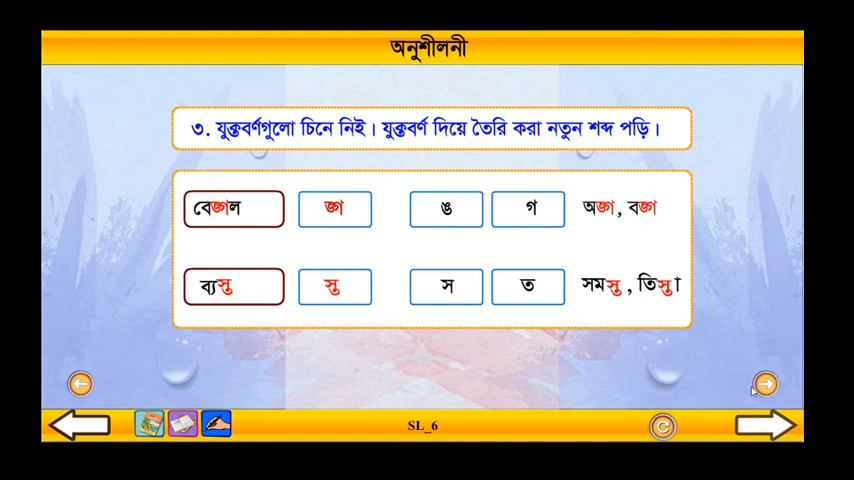 অনুশীলনী
৩. যুক্তবর্ণগুলো চিনে নিই। যুক্তবর্ণ দিয়ে তৈরি করা নতুন শব্দ পড়ি।
বেঙ্গল ঙ্গ ঙ গ অঙ্গ, বঙ্গ
ব্যস্ত স্ত স ত সমস্ত, তিস্তা
SL_6